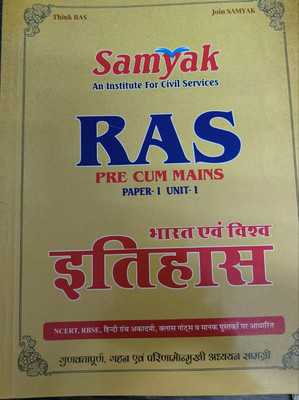 Think RAS
Join SAMYAK
Samyak
An Institute For Civil Services
RAS
PRE CUM MAINS
PAPER- 1 UNIT- 1
भारत एवं विश्व
इतिहास
NCERT, RBSE, हिन्दी ग्रंथ अकादमी, क्लास नोट्स व मानक पुस्तकों पर आधारित
गुणवत्तापूर्ण, गहन एवं परिणामोन्मुखी अध्ययन सामग्री